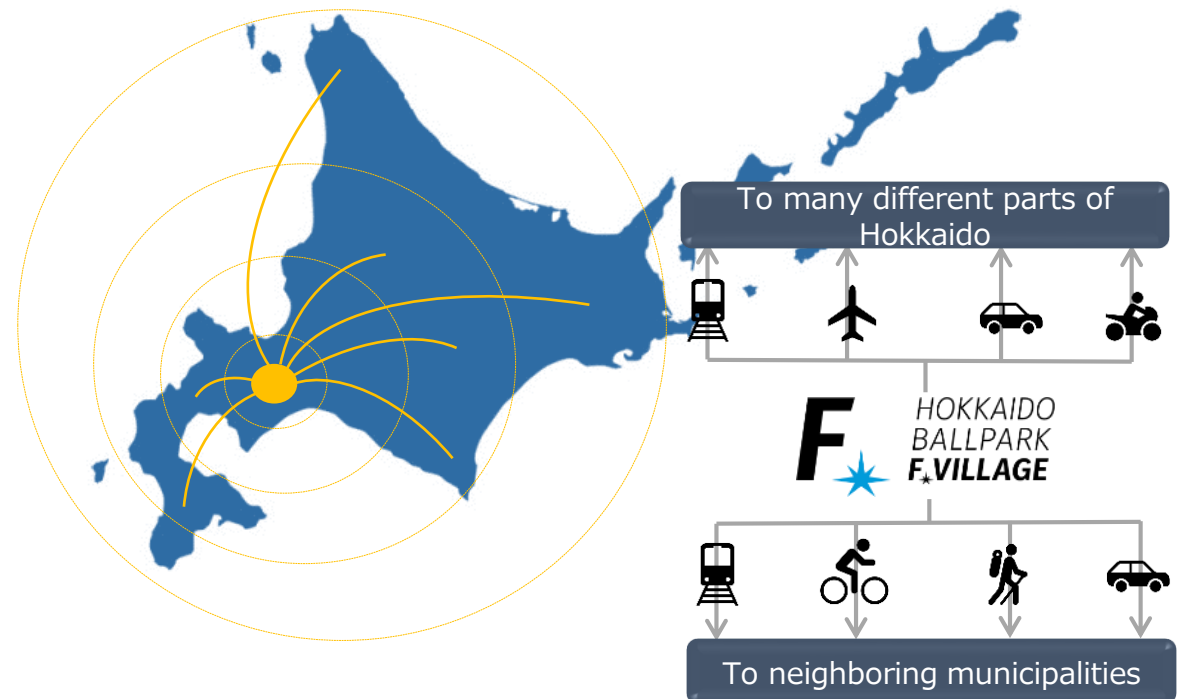 To many different parts of
Hokkaido
F
HOKKAIDO
BALLPARK
F VILLAGE
To neighboring municipalities